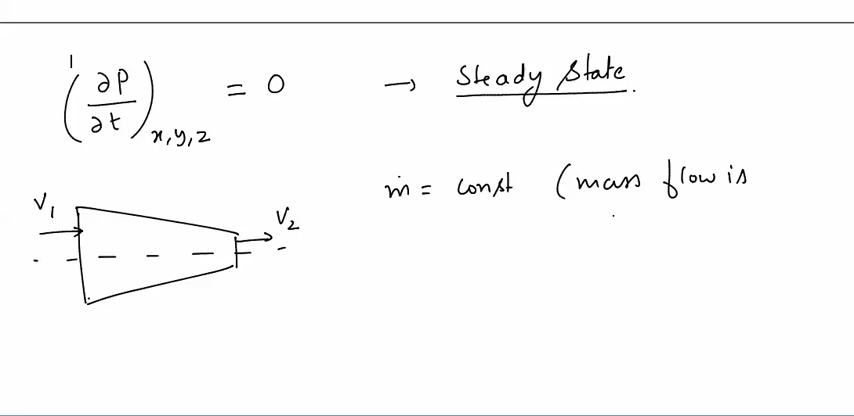 (∂P/∂t)x,y,z = 0 → Steady State.
ṁ = const (mass flow is
V₁
V₂